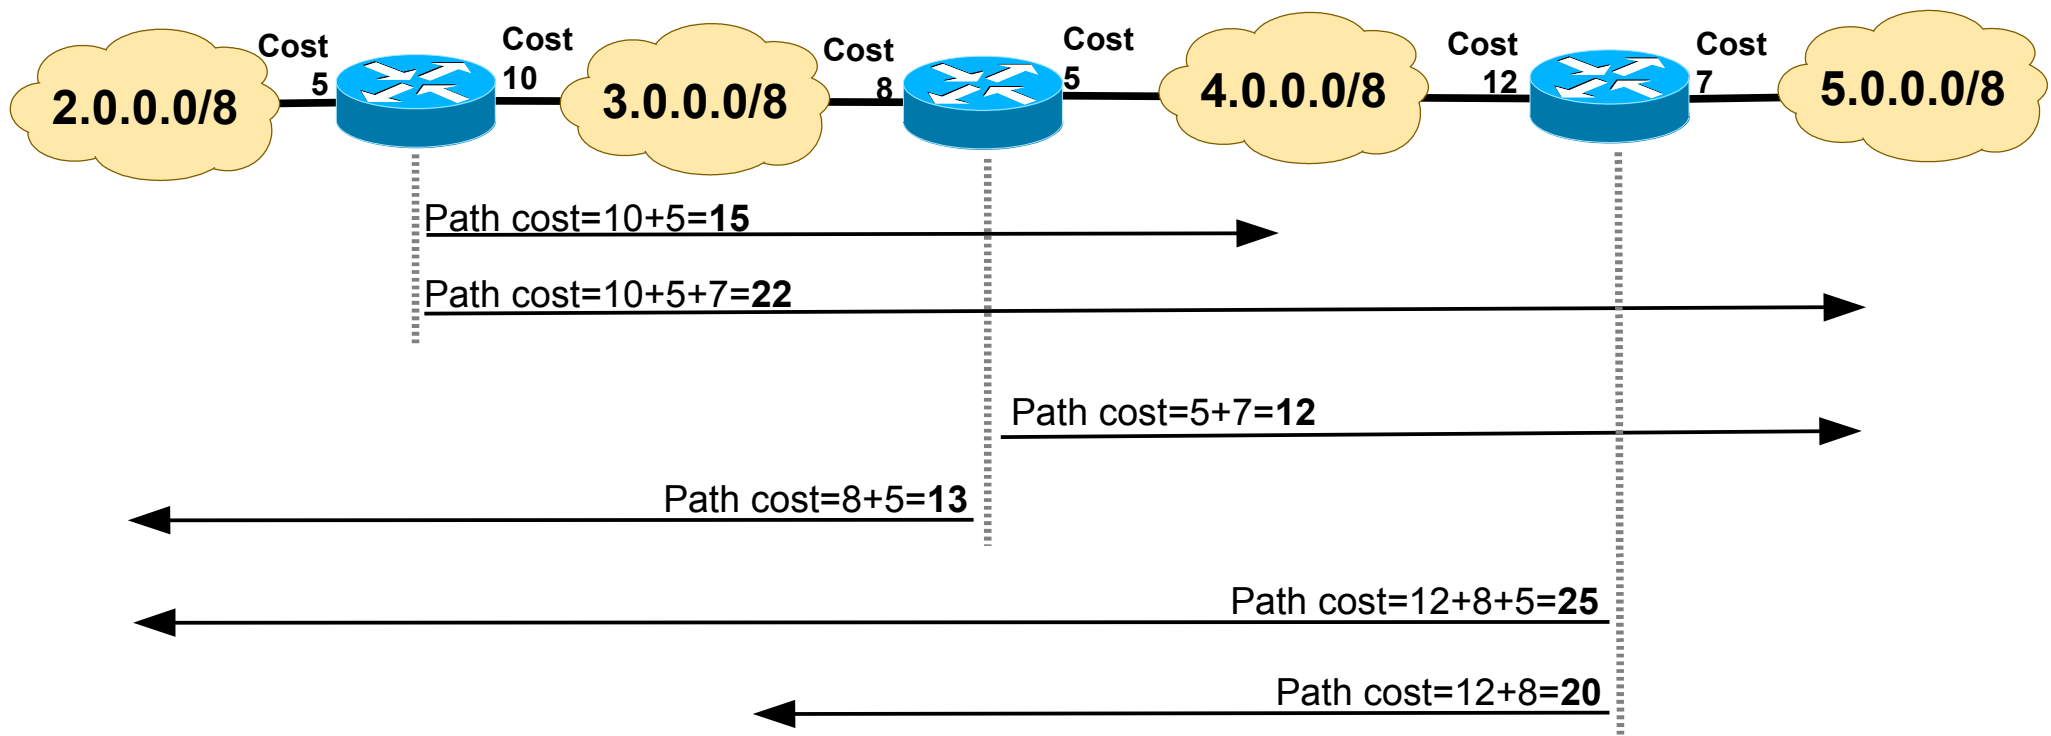 2.0.0.0/8
Cost
5
Cost
10
3.0.0.0/8
Cost
8
Cost
5
4.0.0.0/8
Cost
12
Cost
7
5.0.0.0/8
Path cost=10+5=15
Path cost=10+5+7=22
Path cost=5+7=12
Path cost=8+5=13
Path cost=12+8+5=25
Path cost=12+8=20